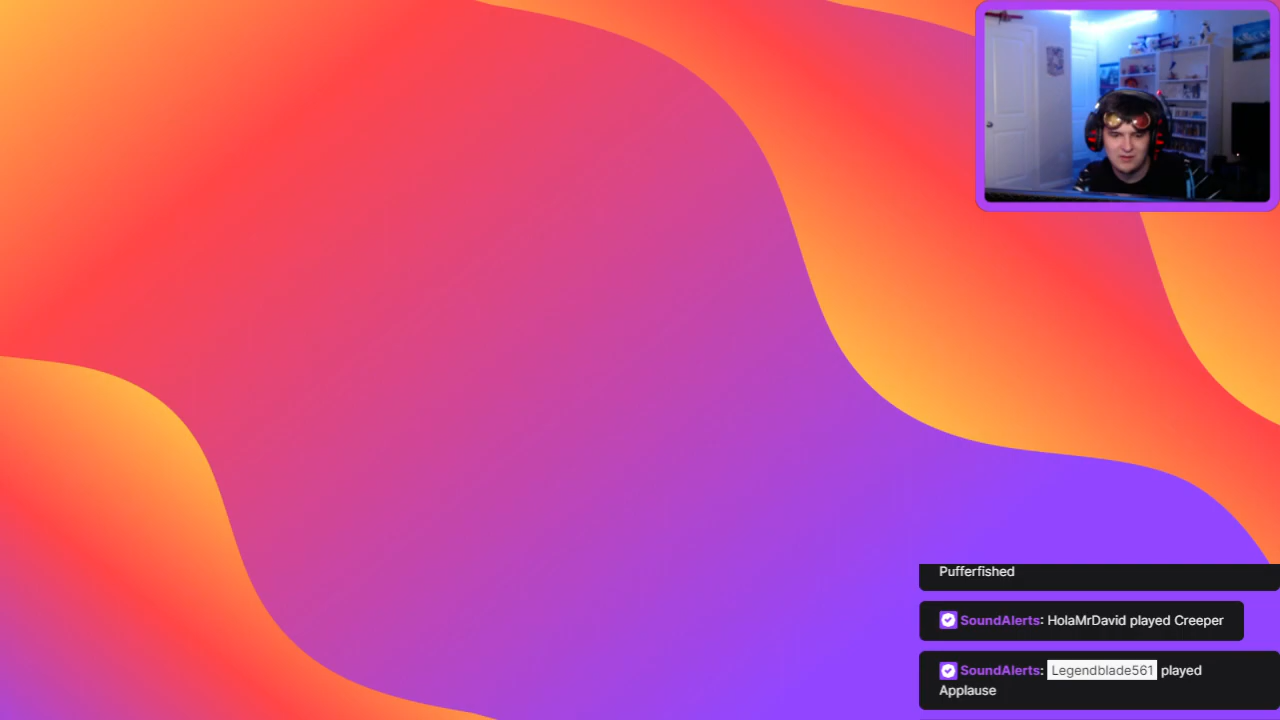 Pufferfished
SoundAlerts: HolaMrDavid played Creeper
SoundAlerts: Legendblade561 played
Applause